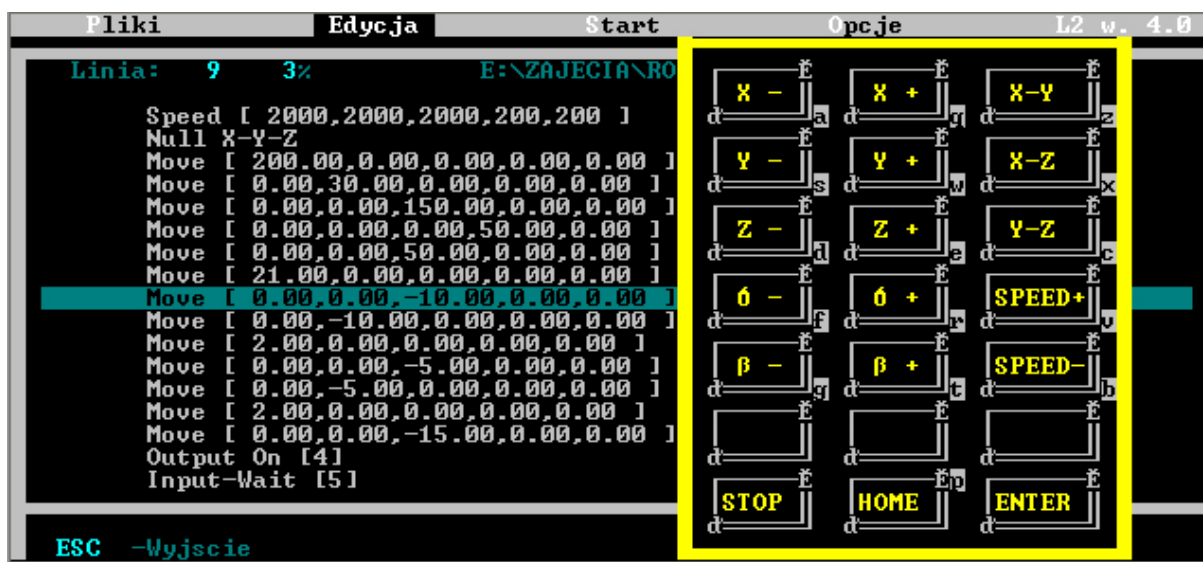 Pliki Edycja Start Opcje L2 w. 4.0
Linia: 9 3% E:\ZAJECIA\RO
Speed [ 2000,2000,2000,200,200 ]
Null X-Y-Z
Move [ 200.00,0.00,0.00,0.00,0.00 ]
Move [ 0.00,30.00,0.00,0.00,0.00 ]
Move [ 0.00,0.00,150.00,0.00,0.00 ]
Move [ 0.00,0.00,0.00,50.00,0.00 ]
Move [ 0.00,0.00,50.00,0.00,0.00 ]
Move [ 21.00,0.00,0.00,0.00,0.00 ]
Move [ 0.00,0.00,-10.00,0.00,0.00 ]
Move [ 0.00,-10.00,0.00,0.00,0.00 ]
Move [ 2.00,0.00,0.00,0.00,0.00 ]
Move [ 0.00,0.00,-5.00,0.00,0.00 ]
Move [ 0.00,-5.00,0.00,0.00,0.00 ]
Move [ 2.00,0.00,0.00,0.00,0.00 ]
Move [ 0.00,0.00,-15.00,0.00,0.00 ]
Output On [4]
Input-Wait [5]
ESC -Wyjscie
X - a X + q X-Y z
Y - s Y + w X-Z x
Z - d Z + e Y-Z c
ó - f ó + r SPEED+ v
β - g β + t SPEED- b
STOP HOME p ENTER